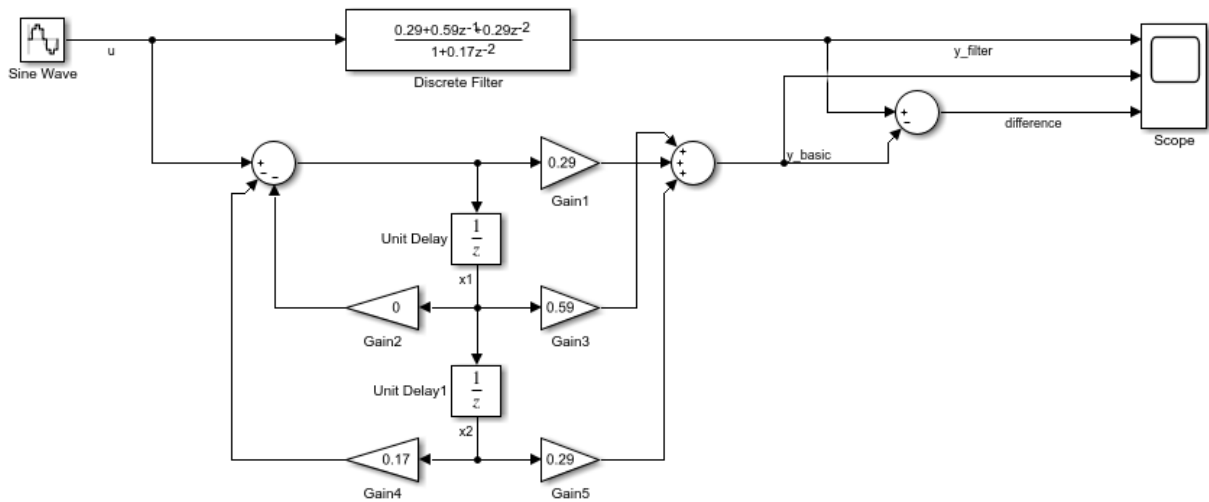 0.29+0.59z-1+0.29z-2
1+0.17z-2
Discrete Filter
Sine Wave
u
y_filter
+
−
difference
Scope
+
−
−
0.29
Gain1
+
+
+
y_basic
Unit Delay
1
z
x1
0
Gain2
0.59
Gain3
Unit Delay1
1
z
x2
0.17
Gain4
0.29
Gain5